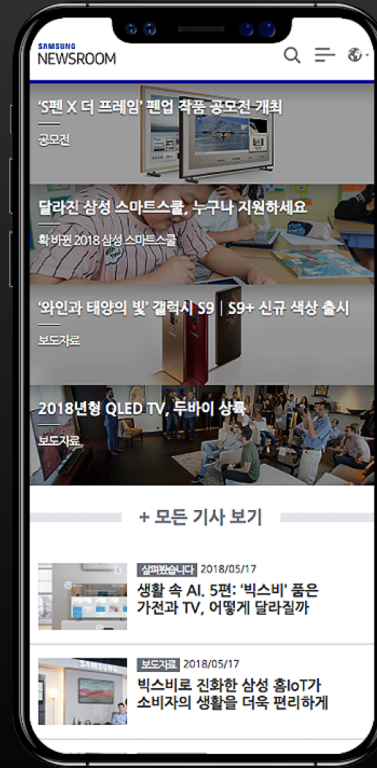 SAMSUNG
NEWSROOM
'S펜 X 더 프레임' 펜업 작품 공모전 개최
공모전
달라진 삼성 스마트스쿨, 누구나 지원하세요
확 바뀐 2018 삼성 스마트스쿨
'와인과 태양의 빛' 갤럭시 S9 | S9+ 신규 색상 출시
보도자료
2018년형 QLED TV, 두바이 상륙
보도자료
+ 모든 기사 보기
살펴봤습니다 2018/05/17
생활 속 AI. 5편: '빅스비' 품은
가전과 TV, 어떻게 달라질까
보도자료 2018/05/17
SAMSUNG
빅스비로 진화한 삼성 홈IoT가
소비자의 생활을 더욱 편리하게